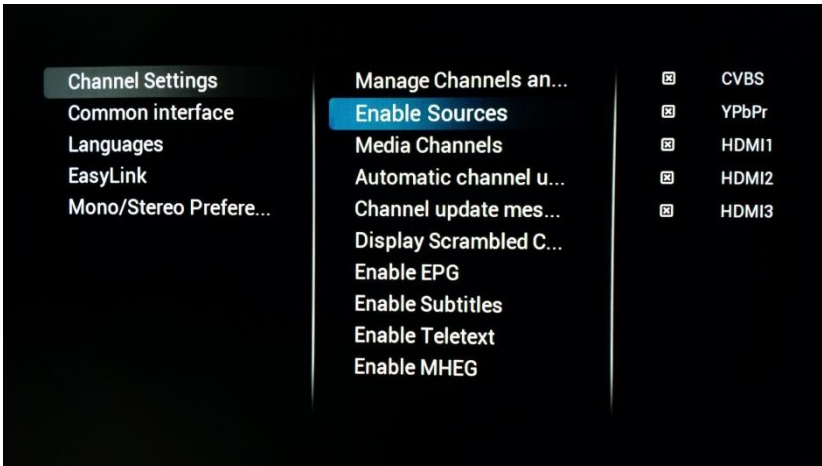 Channel Settings
Common interface
Languages
EasyLink
Mono/Stereo Prefere...
Manage Channels an...
Enable Sources
Media Channels
Automatic channel u...
Channel update mes...
Display Scrambled C...
Enable EPG
Enable Subtitles
Enable Teletext
Enable MHEG
CVBS
YPbPr
HDMI1
HDMI2
HDMI3